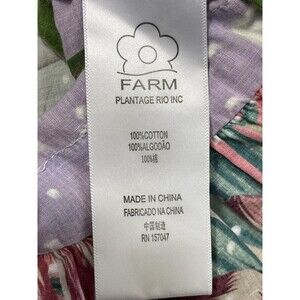 FARM
PLANTAGE RIO INC
100%COTTON
100%ALGODÃO
100%棉
MADE IN CHINA
FABRICADO NA CHINA
中国制造
RN 157047